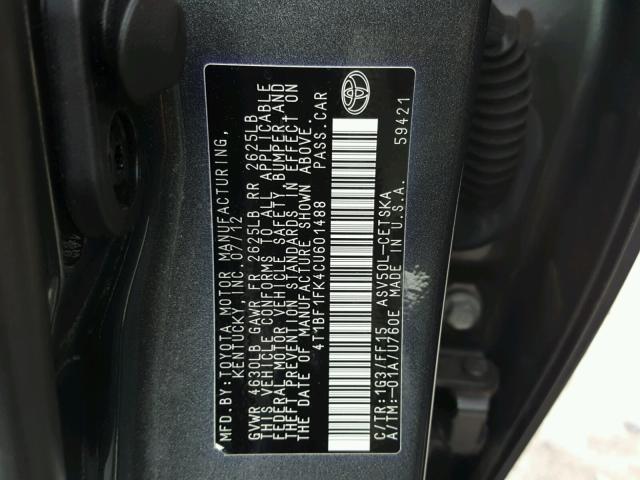 MFD.BY: TOYOTA MOTOR MANUFACTURING,
KENTUCKY, INC. 07/12
GVWR 4630LB GAWR FR 2625LB RR 2625LB
THIS VEHICLE CONFORMS TO ALL APPLICABLE
FEDERAL MOTOR VEHICLE SAFETY, BUMPER, AND
THEFT PREVENTION STANDARDS IN EFFECT ON
THE DATE OF MANUFACTURE SHOWN ABOVE.
4T1BF1FK4CU601488 PASS.CAR
C/TR:1G3/FF15 ASV50L-CETSKA
A/TM:-01A/U760E MADE IN U.S.A. 59421